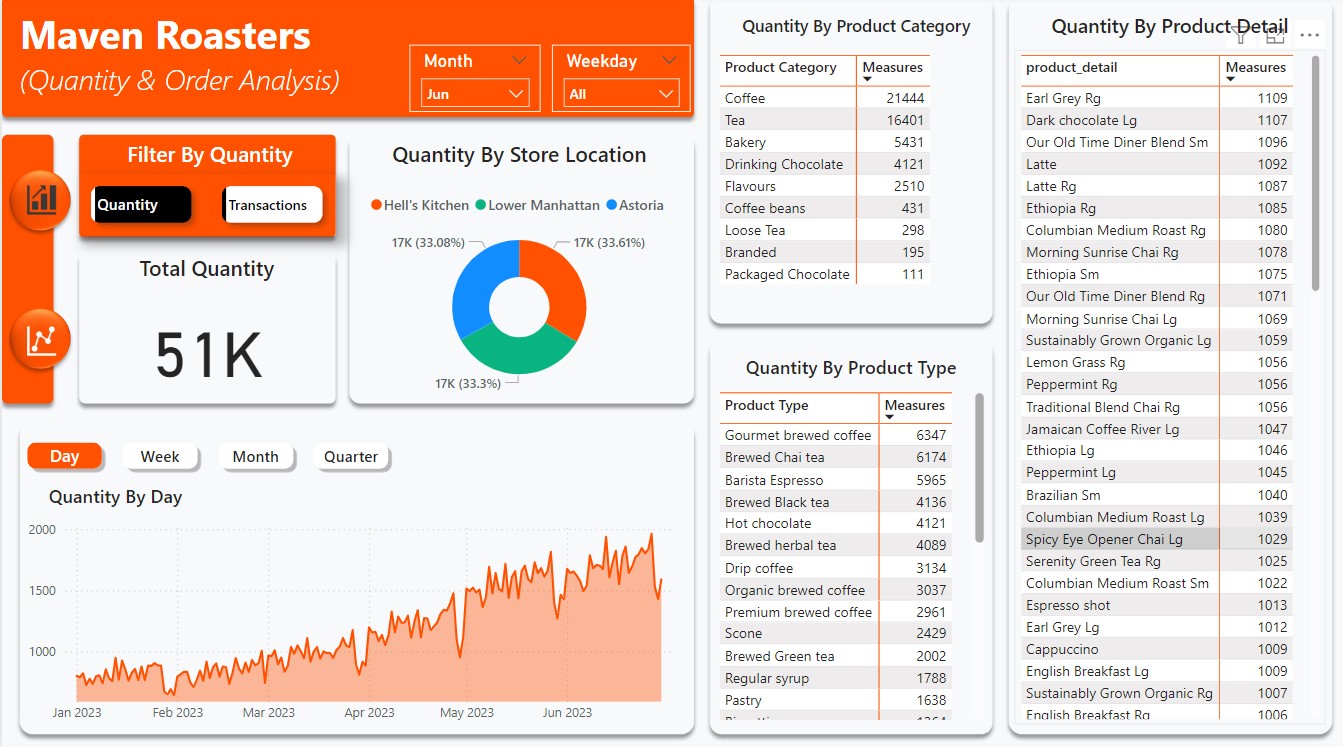 Maven Roasters
(Quantity & Order Analysis)
Month
Jun
Weekday
All
Filter By Quantity
Quantity
Transactions
Total Quantity
51K
Quantity By Store Location
Hell's Kitchen Lower Manhattan Astoria
17K (33.08%)
17K (33.61%)
17K (33.3%)
Day Week Month Quarter
Quantity By Day
2000
1500
1000
Jan 2023 Feb 2023 Mar 2023 Apr 2023 May 2023 Jun 2023
Quantity By Product Category
Product Category Measures
Coffee 21444
Tea 16401
Bakery 5431
Drinking Chocolate 4121
Flavours 2510
Coffee beans 431
Loose Tea 298
Branded 195
Packaged Chocolate 111
Quantity By Product Type
Product Type Measures
Gourmet brewed coffee 6347
Brewed Chai tea 6174
Barista Espresso 5965
Brewed Black tea 4136
Hot chocolate 4121
Brewed herbal tea 4089
Drip coffee 3134
Organic brewed coffee 3037
Premium brewed coffee 2961
Scone 2429
Brewed Green tea 2002
Regular syrup 1788
Pastry 1638
Quantity By Product Detail
product_detail Measures
Earl Grey Rg 1109
Dark chocolate Lg 1107
Our Old Time Diner Blend Sm 1096
Latte 1092
Latte Rg 1087
Ethiopia Rg 1085
Columbian Medium Roast Rg 1080
Morning Sunrise Chai Rg 1078
Ethiopia Sm 1075
Our Old Time Diner Blend Rg 1071
Morning Sunrise Chai Lg 1069
Sustainably Grown Organic Lg 1059
Lemon Grass Rg 1056
Peppermint Rg 1056
Traditional Blend Chai Rg 1056
Jamaican Coffee River Lg 1047
Ethiopia Lg 1046
Peppermint Lg 1045
Brazilian Sm 1040
Columbian Medium Roast Lg 1039
Spicy Eye Opener Chai Lg 1029
Serenity Green Tea Rg 1025
Columbian Medium Roast Sm 1022
Espresso shot 1013
Earl Grey Lg 1012
Cappuccino 1009
English Breakfast Lg 1009
Sustainably Grown Organic Rg 1007
English Breakfast Rg 1006